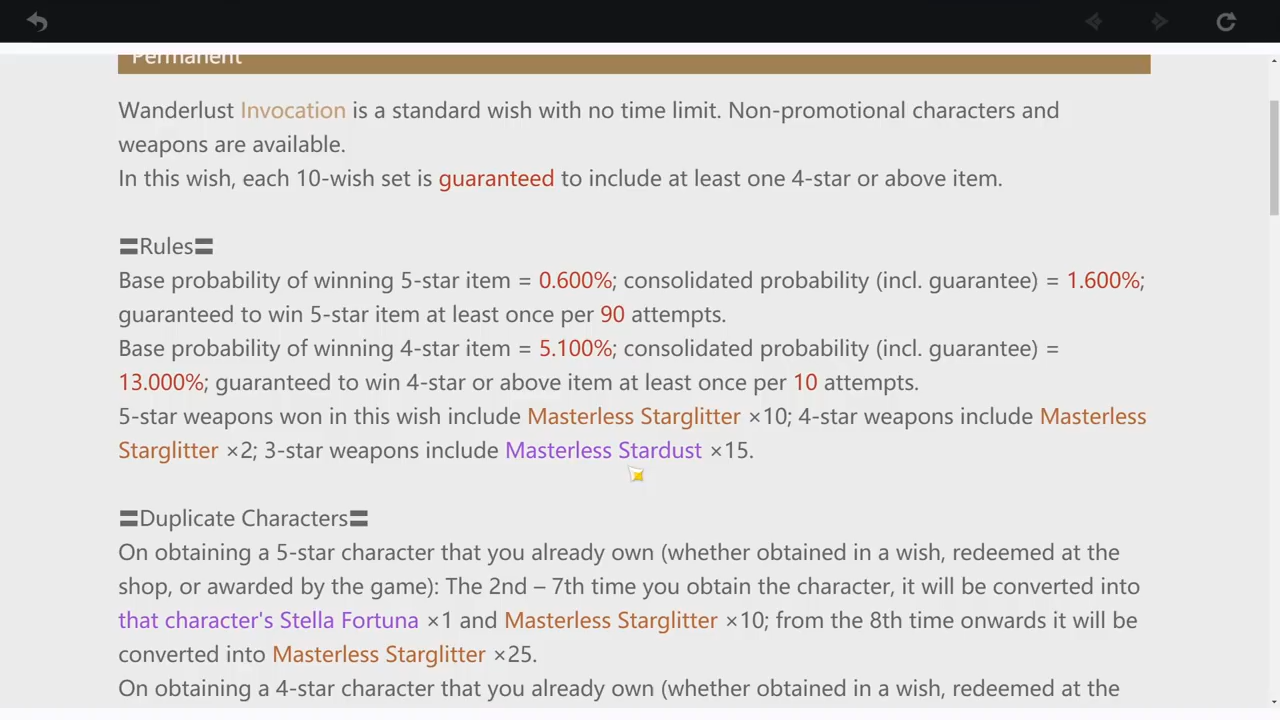 Permanent
Wanderlust Invocation is a standard wish with no time limit. Non-promotional characters and
weapons are available.
In this wish, each 10-wish set is guaranteed to include at least one 4-star or above item.
〓Rules〓
Base probability of winning 5-star item = 0.600%; consolidated probability (incl. guarantee) = 1.600%;
guaranteed to win 5-star item at least once per 90 attempts.
Base probability of winning 4-star item = 5.100%; consolidated probability (incl. guarantee) =
13.000%; guaranteed to win 4-star or above item at least once per 10 attempts.
5-star weapons won in this wish include Masterless Starglitter ×10; 4-star weapons include Masterless
Starglitter ×2; 3-star weapons include Masterless Stardust ×15.
〓Duplicate Characters〓
On obtaining a 5-star character that you already own (whether obtained in a wish, redeemed at the
shop, or awarded by the game): The 2nd – 7th time you obtain the character, it will be converted into
that character's Stella Fortuna ×1 and Masterless Starglitter ×10; from the 8th time onwards it will be
converted into Masterless Starglitter ×25.
On obtaining a 4-star character that you already own (whether obtained in a wish, redeemed at the